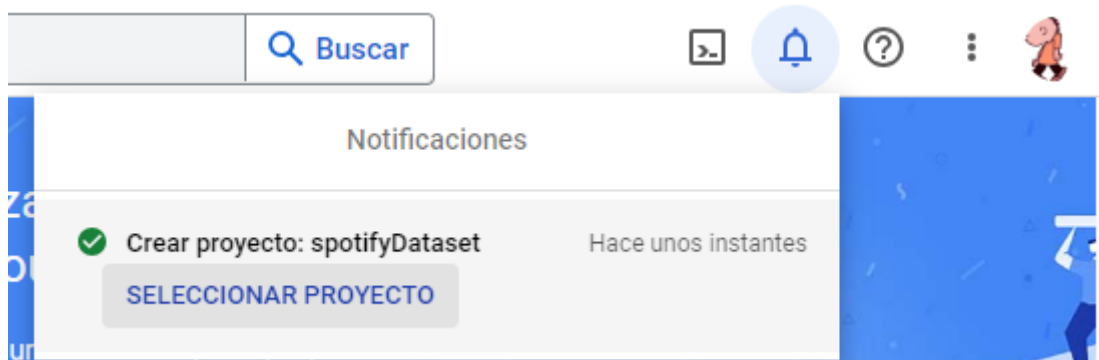 Buscar
Notificaciones
Crear proyecto: spotifyDataset Hace unos instantes
SELECCIONAR PROYECTO